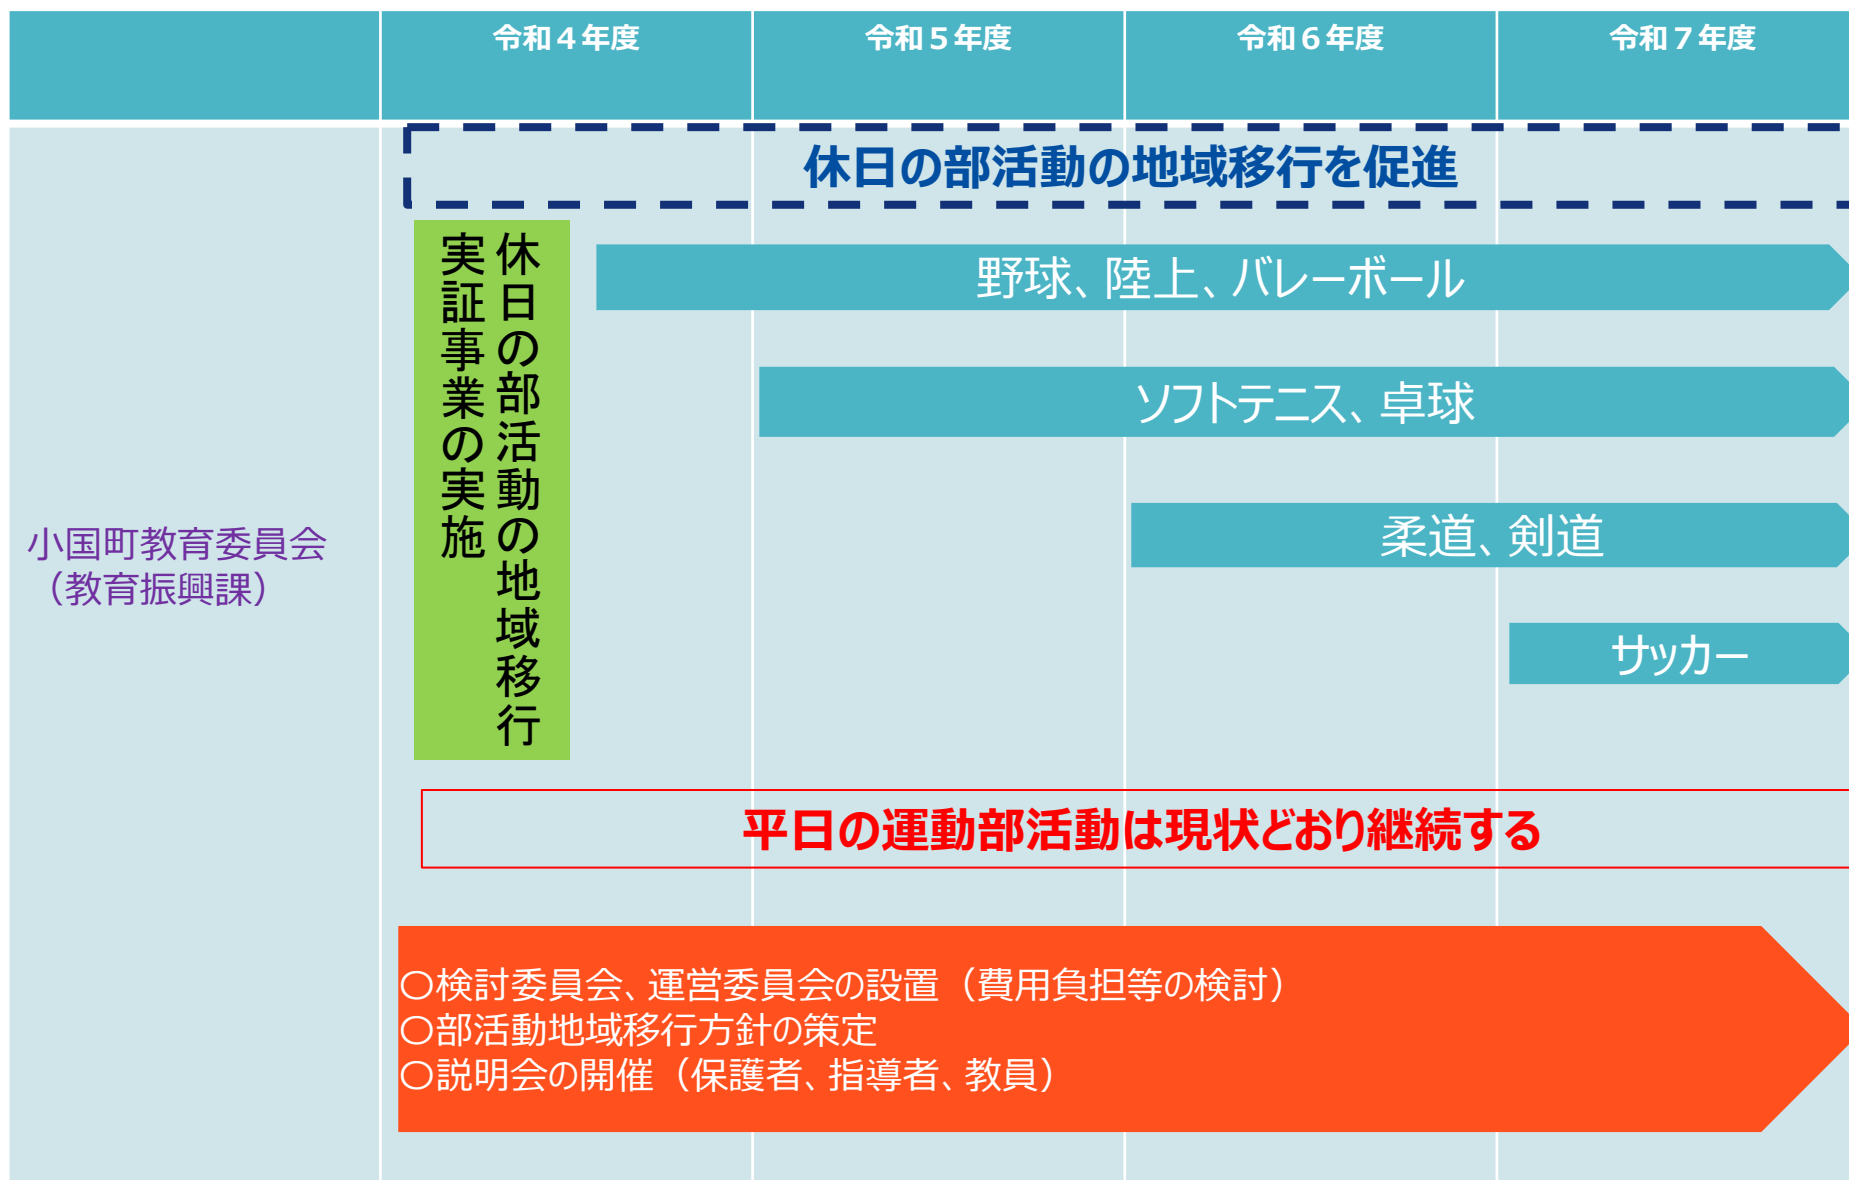 令和４年度
令和５年度
令和６年度
令和７年度
小国町教育委員会
（教育振興課）
休日の部活動の地域移行を促進
休日の部活動の地域移行
実証事業の実施
野球、陸上、バレーボール
ソフトテニス、卓球
柔道、剣道
サッカー
平日の運動部活動は現状どおり継続する
○検討委員会、運営委員会の設置（費用負担等の検討）
○部活動地域移行方針の策定
○説明会の開催（保護者、指導者、教員）